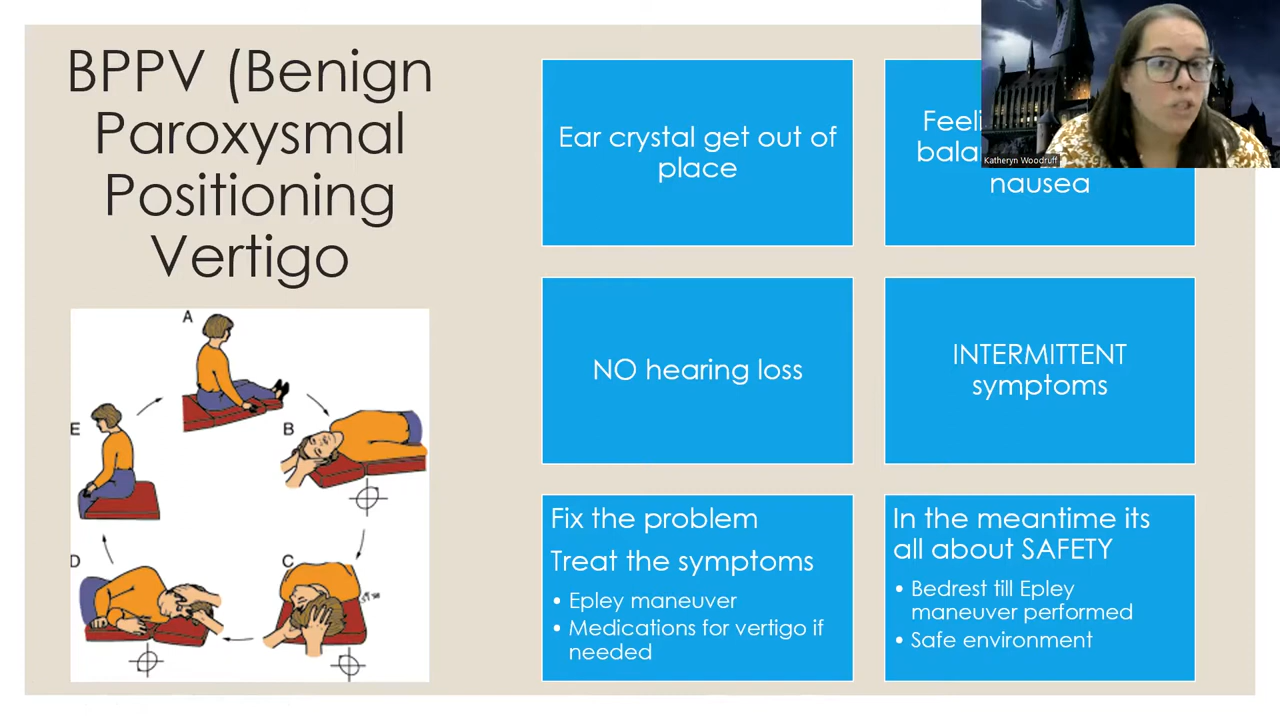 BPPV (Benign
Paroxysmal
Positioning
Vertigo
A
B
C
D
E
Ear crystal get out of
place
nausea
Katheryn Woodruff
NO hearing loss
INTERMITTENT
symptoms
Fix the problem
Treat the symptoms
• Epley maneuver
• Medications for vertigo if
needed
In the meantime its
all about SAFETY
• Bedrest till Epley
maneuver performed
• Safe environment